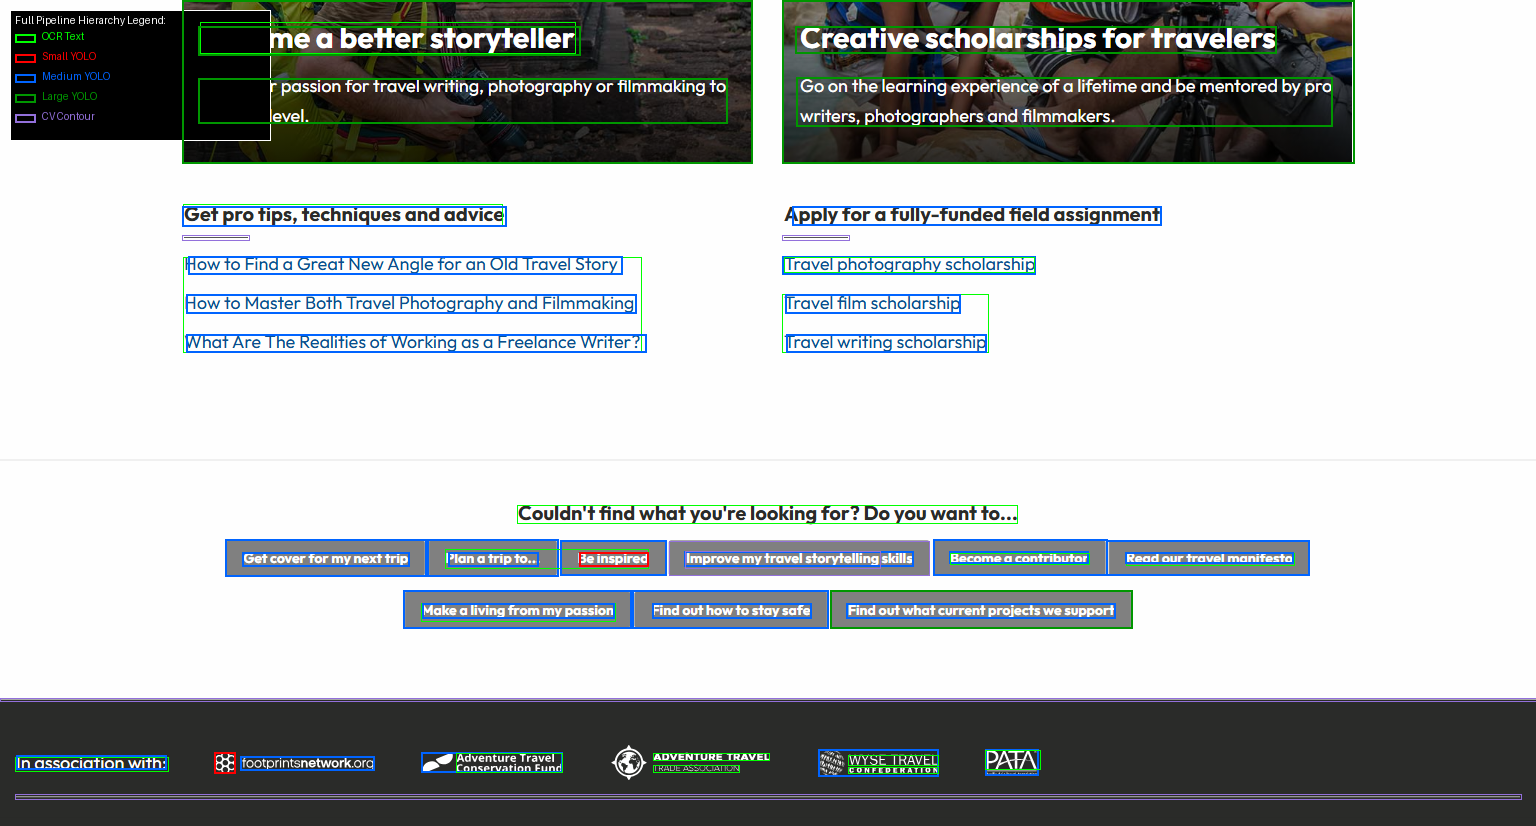 Full Pipeline Hierarchy Legend:
OCR Text
Small YOLO
Medium YOLO
Large YOLO
CV Contour
me a better storyteller
r passion for travel writing, photography or filmmaking to
level.
Creative scholarships for travelers
Go on the learning experience of a lifetime and be mentored by pro
writers, photographers and filmmakers.
Get pro tips, techniques and advice
How to Find a Great New Angle for an Old Travel Story
How to Master Both Travel Photography and Filmmaking
What Are The Realities of Working as a Freelance Writer?
Apply for a fully-funded field assignment
Travel photography scholarship
Travel film scholarship
Travel writing scholarship
Couldn't find what you're looking for? Do you want to...
Get cover for my next trip
Plan a trip to..
Be inspired
Improve my travel storytelling skills
Become a contributor
Read our travel manifesto
Make a living from my passion
Find out how to stay safe
Find out what current projects we support
In association with:
footprintsnetwork.org
Adventure Travel
Conservation Fund
ADVENTURE TRAVEL
TRADE ASSOCIATION
WYSE TRAVEL
CONFEDERATION
PATA